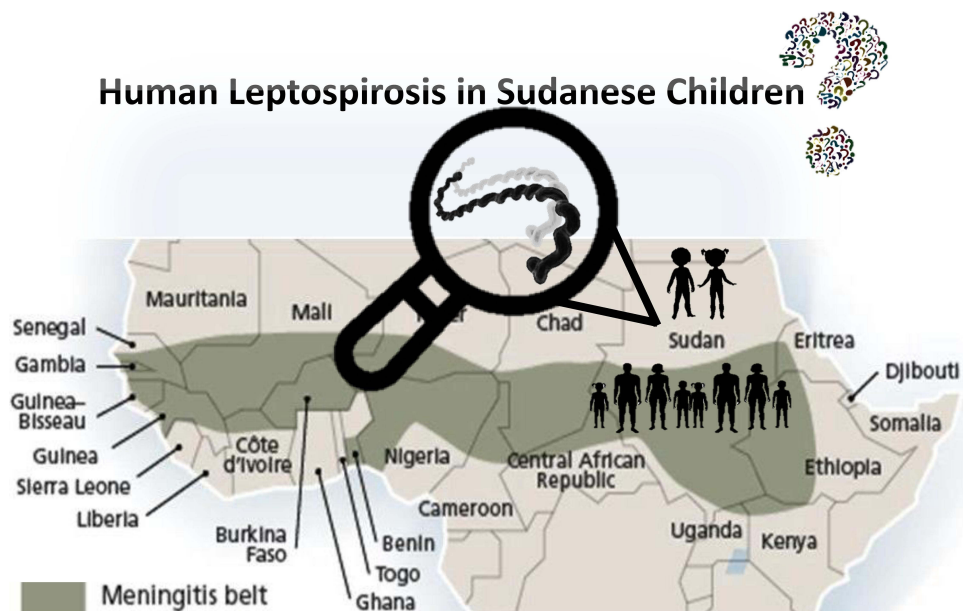 Human Leptospirosis in Sudanese Children
Mauritania
Mali
Chad
Sudan
Eritrea
Djibouti
Somalia
Ethiopia
Senegal
Gambia
Guinea–
Bissau
Guinea
Sierra Leone
Liberia
Côte
d'Ivoire
Burkina
Faso
Ghana
Togo
Benin
Nigeria
Cameroon
Central African
Republic
Uganda
Kenya
Meningitis belt